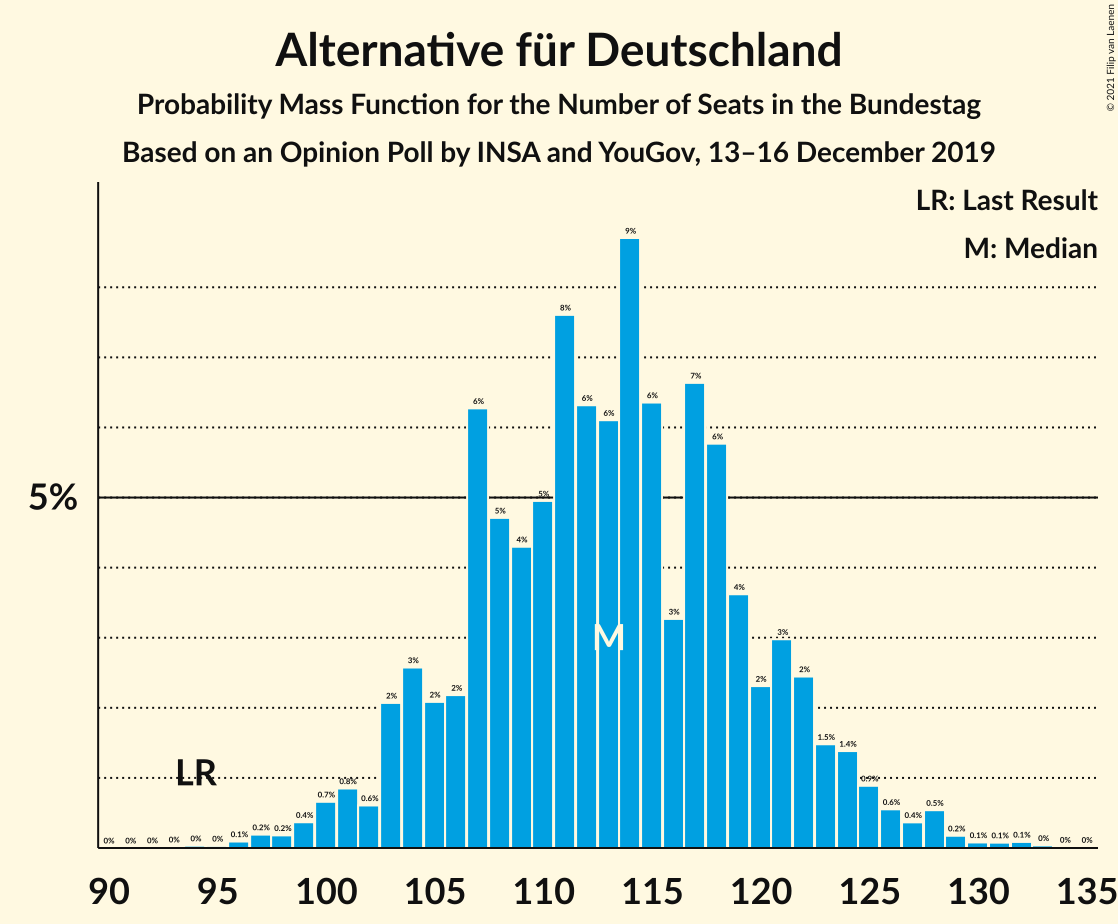 Alternative für Deutschland
Probability Mass Function for the Number of Seats in the Bundestag
Based on an Opinion Poll by INSA and YouGov, 13–16 December 2019
© 2021 Filip van Laenen
LR: Last Result
M: Median
5%
0% 0% 0% 0% 0% 0% 0.1% 0.2% 0.2% 0.4% 0.7% 0.8% 0.6% 2% 3% 2% 2% 6% 5% 4% 5% 8% 6% 6% 9% 6% 3% 7% 6% 4% 2% 3% 2% 1.5% 1.4% 0.9% 0.6% 0.4% 0.5% 0.2% 0.1% 0.1% 0.1% 0% 0% 0%
LR
M
90 95 100 105 110 115 120 125 130 135